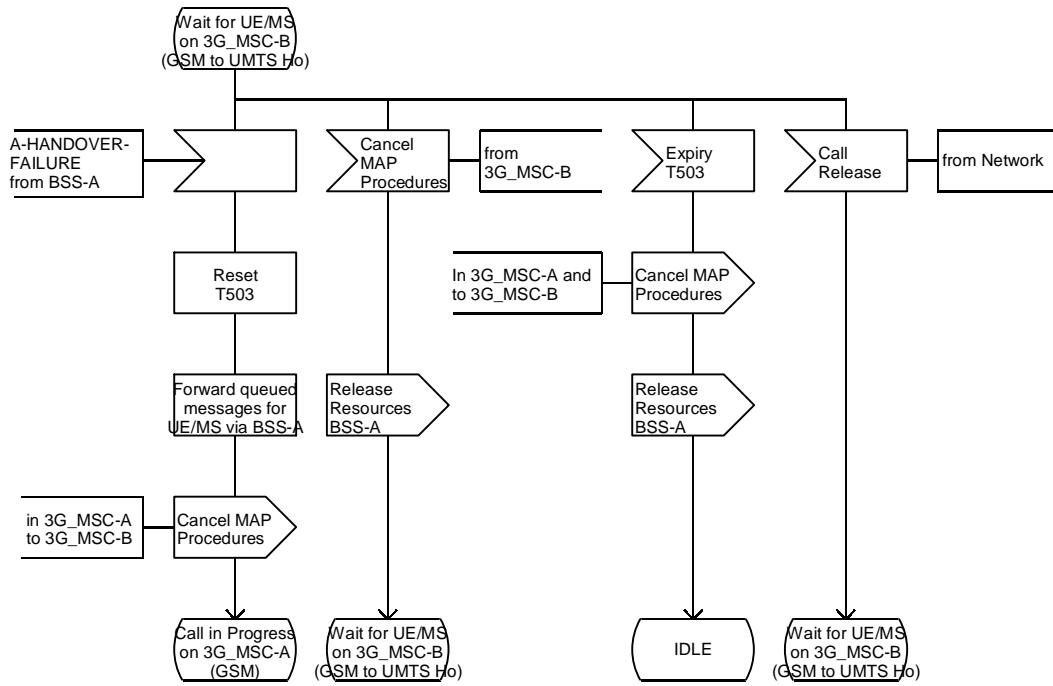 Wait for UE/MS
on 3G_MSC-B
(GSM to UMTS Ho)
A-HANDOVER-
FAILURE
from BSS-A
Cancel
MAP
Procedures
from
3G_MSC-B
Expiry
T503
Call
Release
from Network
Reset
T503
In 3G_MSC-A and
to 3G_MSC-B
Cancel MAP
Procedures
Forward queued
messages for
UE/MS via BSS-A
Release
Resources
BSS-A
Release
Resources
BSS-A
in 3G_MSC-A
to 3G_MSC-B
Cancel MAP
Procedures
Call in Progress
on 3G_MSC-A
(GSM)
Wait for UE/MS
on 3G_MSC-B
(GSM to UMTS Ho)
IDLE
Wait for UE/MS
on 3G_MSC-B
(GSM to UMTS Ho)